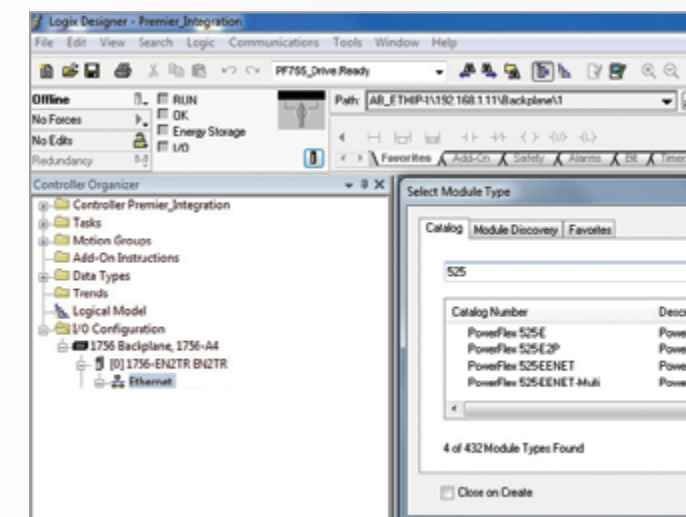 Logix Designer - Premier_Integration
File Edit View Search Logic Communications Tools Window Help
PF755_Drive.Ready
Offline
RUN
Path: AB_ETHIP-1\192.168.1.11\Backplane\1
No Forces
OK
Energy Storage
No Edits
I/O
Redundancy
Favorites Add-On Safety Alarms Bit Timer
Controller Organizer
Controller Premier_Integration
Tasks
Motion Groups
Add-On Instructions
Data Types
Trends
Logical Model
I/O Configuration
1756 Backplane, 1756-A4
[0] 1756-EN2TR EN2TR
Ethernet
Select Module Type
Catalog Module Discovery Favorites
525
Catalog Number Descr
PowerFlex 525-E Powe
PowerFlex 525-E2P Powe
PowerFlex 525-EENET Powe
PowerFlex 525-EENET-Multi Powe
4 of 432 Module Types Found
Close on Create